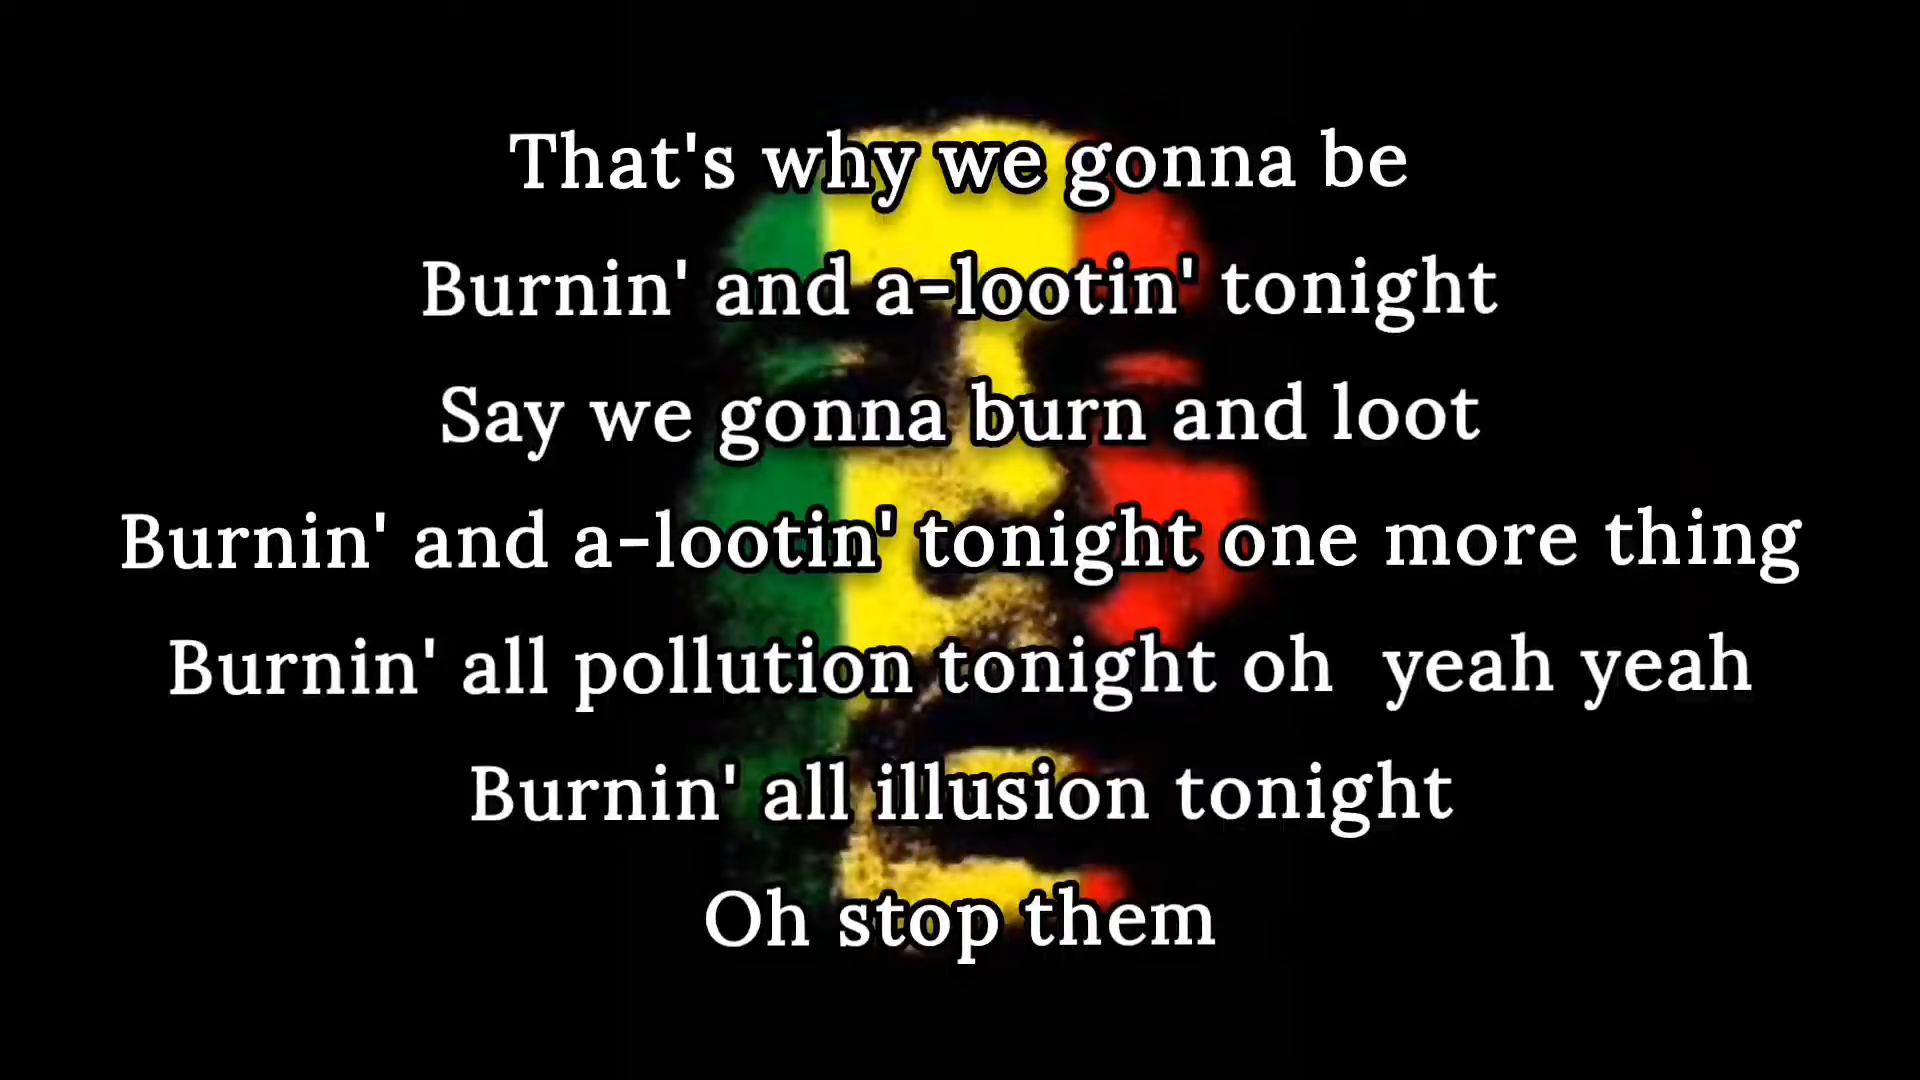 That's why we gonna be
Burnin' and a-lootin' tonight
Say we gonna burn and loot
Burnin' and a-lootin' tonight one more thing
Burnin' all pollution tonight oh  yeah yeah
Burnin' all illusion tonight
Oh stop them